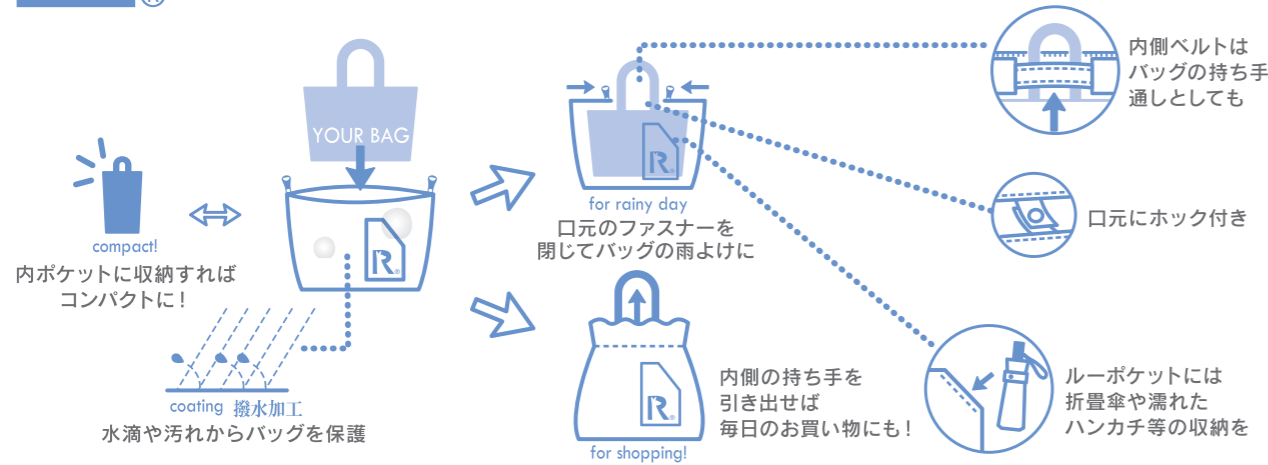 ®
YOUR BAG
compact!
内ポケットに収納すれば
コンパクトに!
R®
coating 撥水加工
水滴や汚れからバッグを保護
R®
for rainy day
口元のファスナーを
閉じてバッグの雨よけに
R®
for shopping!
内側の持ち手を
引き出せば
毎日のお買い物にも!
内側ベルトは
バッグの持ち手
通しとしても
口元にホック付き
ルーポケットには
折畳傘や濡れた
ハンカチ等の収納を